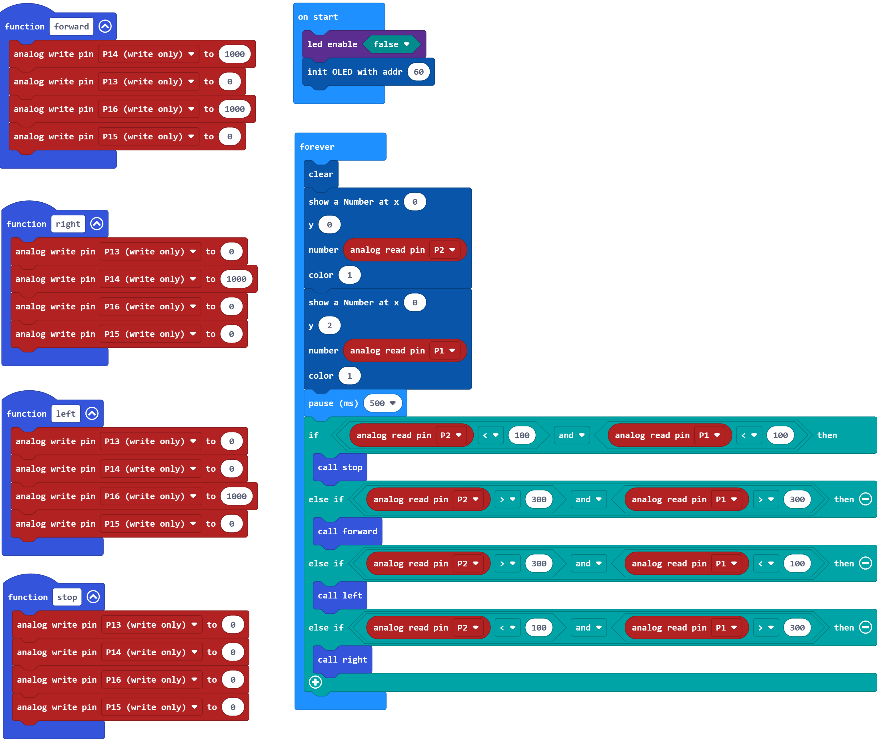 function forward
analog write pin P14 (write only) to 1000
analog write pin P13 (write only) to 0
analog write pin P16 (write only) to 1000
analog write pin P15 (write only) to 0
function right
analog write pin P13 (write only) to 0
analog write pin P14 (write only) to 1000
analog write pin P16 (write only) to 0
analog write pin P15 (write only) to 0
function left
analog write pin P13 (write only) to 0
analog write pin P14 (write only) to 0
analog write pin P16 (write only) to 1000
analog write pin P15 (write only) to 0
function stop
analog write pin P13 (write only) to 0
analog write pin P14 (write only) to 0
analog write pin P16 (write only) to 0
analog write pin P15 (write only) to 0
on start
led enable false
init OLED with addr 60
forever
clear
show a Number at x 0
y 0
number analog read pin P2
color 1
show a Number at x 0
y 2
number analog read pin P1
color 1
pause (ms) 500
if analog read pin P2 < 100 and analog read pin P1 < 100 then
call stop
else if analog read pin P2 > 300 and analog read pin P1 > 300 then
call forward
else if analog read pin P2 > 300 and analog read pin P1 < 100 then
call left
else if analog read pin P2 < 100 and analog read pin P1 > 300 then
call right